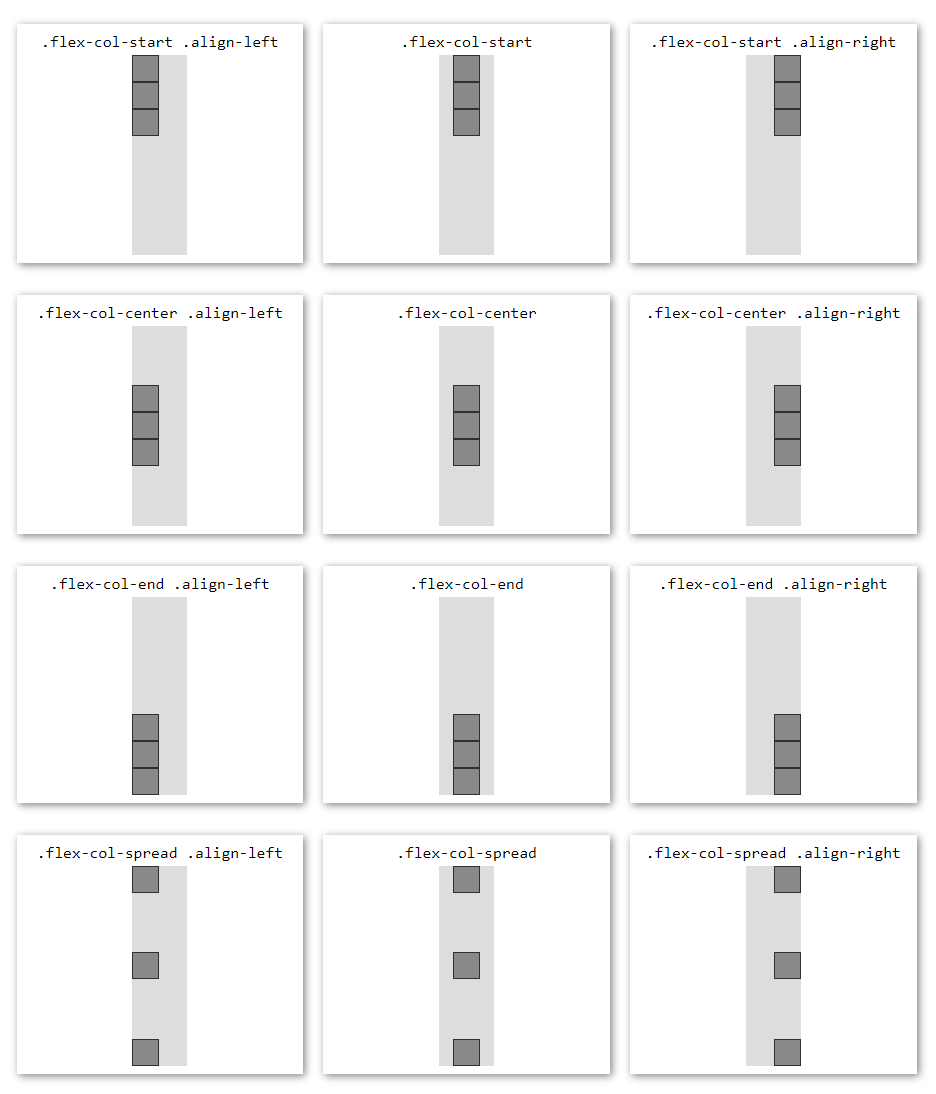 .flex-col-start .align-left
.flex-col-start
.flex-col-start .align-right
.flex-col-center .align-left
.flex-col-center
.flex-col-center .align-right
.flex-col-end .align-left
.flex-col-end
.flex-col-end .align-right
.flex-col-spread .align-left
.flex-col-spread
.flex-col-spread .align-right